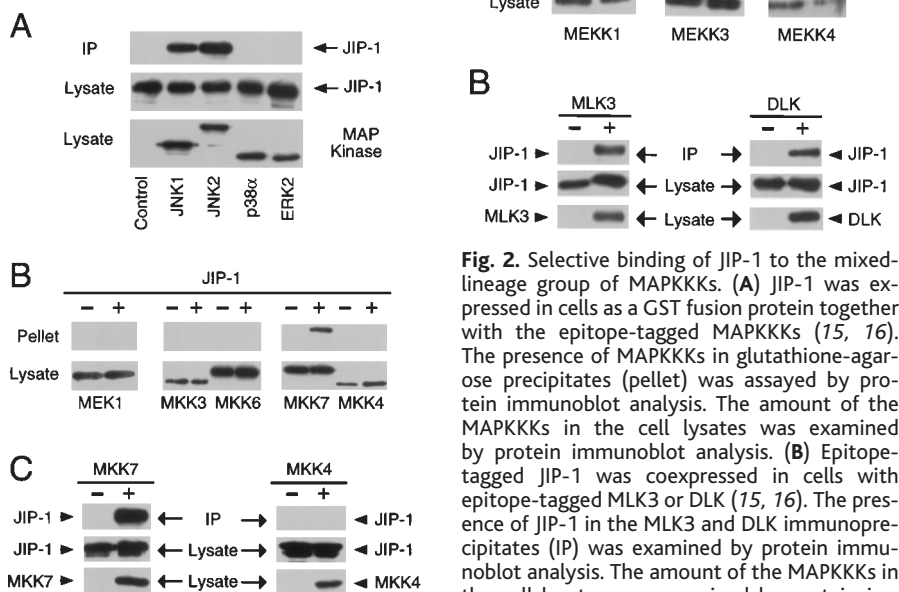 A
IP
JIP-1
Lysate
JIP-1
Lysate
MAP
Kinase
Control
JNK1
JNK2
p38α
ERK2
B
JIP-1
– + – + – + – + – +
Pellet
Lysate
MEK1 MKK3 MKK6 MKK7 MKK4
C
MKK7 MKK4
– + – +
JIP-1 IP JIP-1
JIP-1 Lysate JIP-1
MKK7 Lysate MKK4
Lysate
MEKK1 MEKK3 MEKK4
B
MLK3 DLK
– + – +
JIP-1 IP JIP-1
JIP-1 Lysate JIP-1
MLK3 Lysate DLK
Fig. 2. Selective binding of JIP-1 to the mixed-
lineage group of MAPKKKs. (A) JIP-1 was ex-
pressed in cells as a GST fusion protein together
with the epitope-tagged MAPKKKs (15, 16).
The presence of MAPKKKs in glutathione-agar-
ose precipitates (pellet) was assayed by pro-
tein immunoblot analysis. The amount of the
MAPKKKs in the cell lysates was examined
by protein immunoblot analysis. (B) Epitope-
tagged JIP-1 was coexpressed in cells with
epitope-tagged MLK3 or DLK (15, 16). The pres-
ence of JIP-1 in the MLK3 and DLK immunopre-
cipitates (IP) was examined by protein immu-
noblot analysis. The amount of the MAPKKKs in